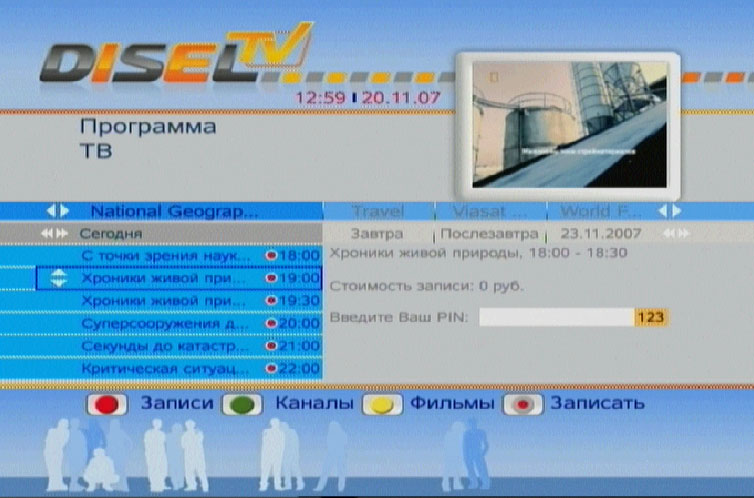 DISEL TV
12:59 20.11.07
Программа
ТВ
National Geograp... Travel Viasat ... World F...
Сегодня Завтра Послезавтра 23.11.2007
С точки зрения наук... 18:00
Хроники живой при... 19:00
Хроники живой при... 19:30
Суперсооружения д... 20:00
Секунды до катастр... 21:00
Критическая ситуац... 22:00
Хроники живой природы, 18:00 - 18:30
Стоимость записи: 0 руб.
Введите Ваш PIN: 123
Записи Каналы Фильмы Записать